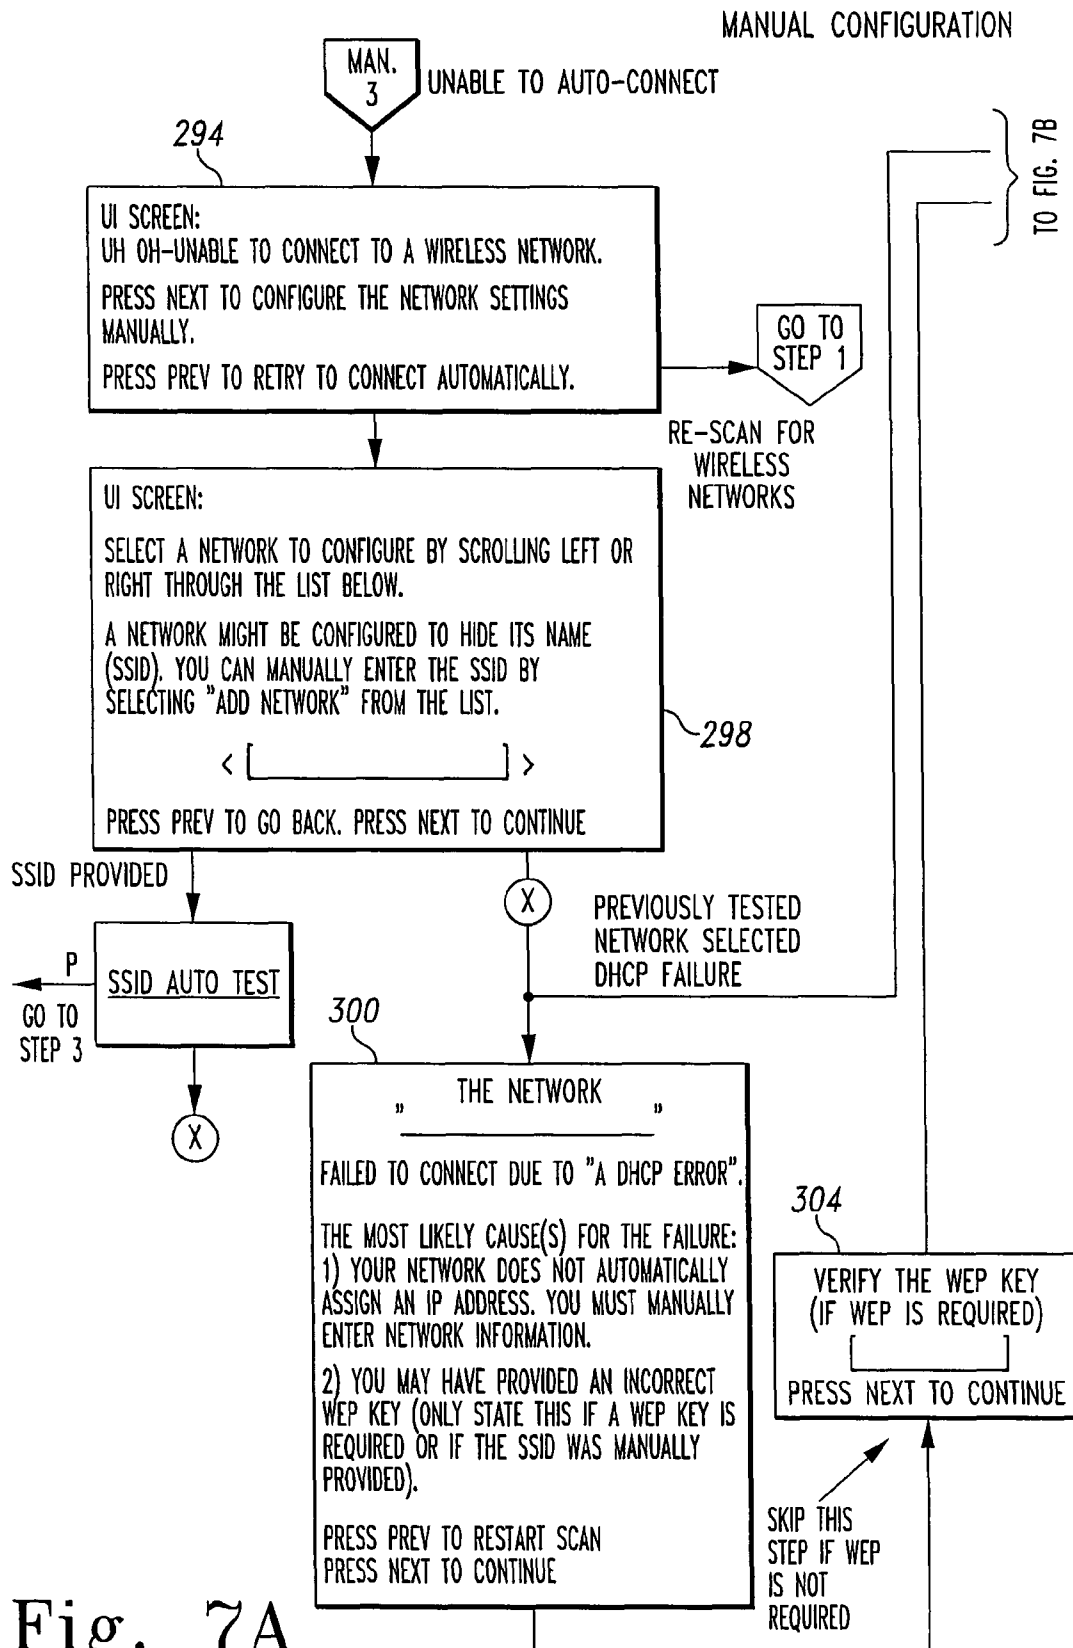 MANUAL CONFIGURATION
MAN.
3
UNABLE TO AUTO-CONNECT
294
TO FIG. 7B
UI SCREEN:
UH OH-UNABLE TO CONNECT TO A WIRELESS NETWORK.
PRESS NEXT TO CONFIGURE THE NETWORK SETTINGS
MANUALLY.
PRESS PREV TO RETRY TO CONNECT AUTOMATICALLY.
GO TO
STEP 1
RE-SCAN FOR
WIRELESS
NETWORKS
UI SCREEN:
SELECT A NETWORK TO CONFIGURE BY SCROLLING LEFT OR
RIGHT THROUGH THE LIST BELOW.
A NETWORK MIGHT BE CONFIGURED TO HIDE ITS NAME
(SSID). YOU CAN MANUALLY ENTER THE SSID BY
SELECTING "ADD NETWORK" FROM THE LIST.
< >
PRESS PREV TO GO BACK. PRESS NEXT TO CONTINUE
298
SSID PROVIDED
X
PREVIOUSLY TESTED
NETWORK SELECTED
DHCP FAILURE
P
GO TO
STEP 3
SSID AUTO TEST
X
300
THE NETWORK
" "
FAILED TO CONNECT DUE TO "A DHCP ERROR".
THE MOST LIKELY CAUSE(S) FOR THE FAILURE:
1) YOUR NETWORK DOES NOT AUTOMATICALLY
ASSIGN AN IP ADDRESS. YOU MUST MANUALLY
ENTER NETWORK INFORMATION.
2) YOU MAY HAVE PROVIDED AN INCORRECT
WEP KEY (ONLY STATE THIS IF A WEP KEY IS
REQUIRED OR IF THE SSID WAS MANUALLY
PROVIDED).
PRESS PREV TO RESTART SCAN
PRESS NEXT TO CONTINUE
304
VERIFY THE WEP KEY
(IF WEP IS REQUIRED)
PRESS NEXT TO CONTINUE
SKIP THIS
STEP IF WEP
IS NOT
REQUIRED
Fig. 7A